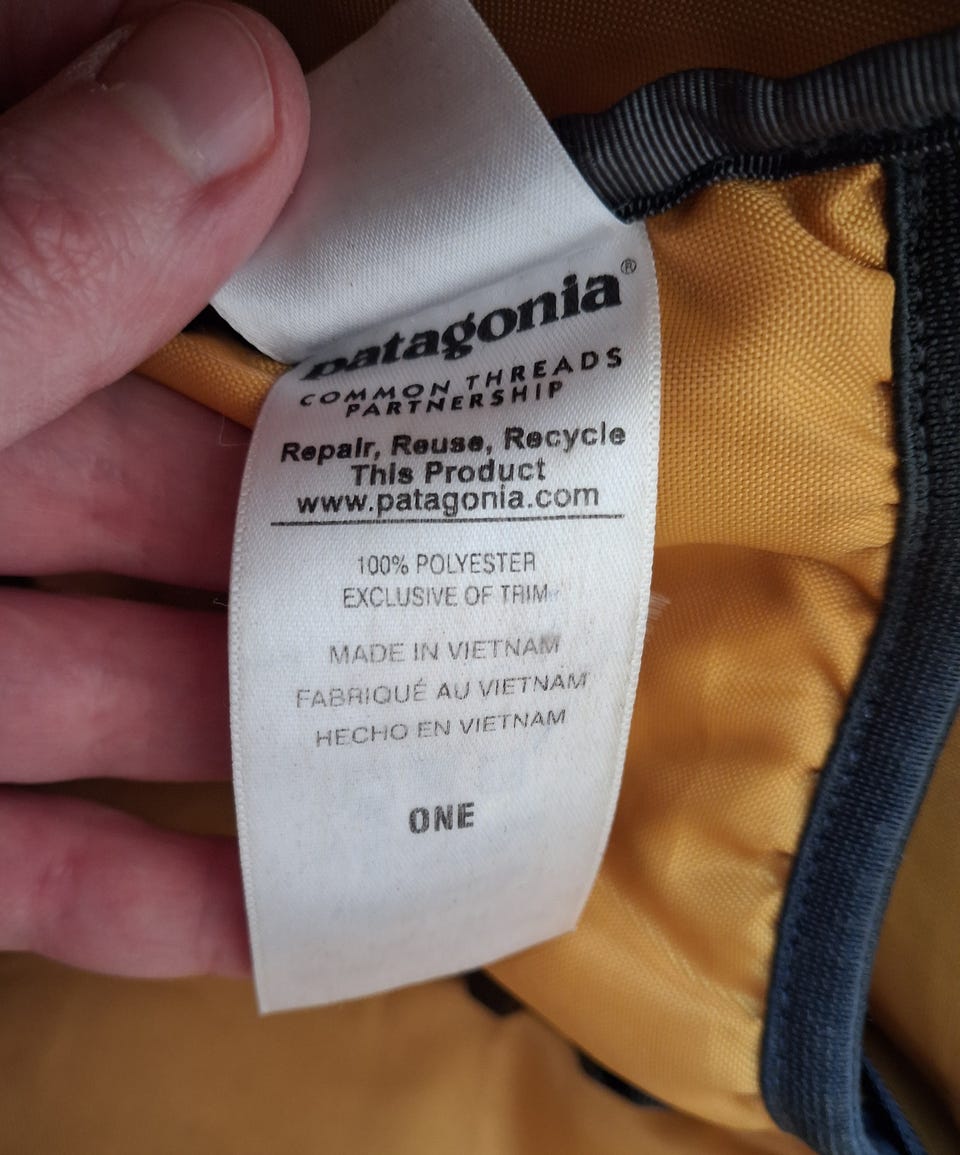 patagonia®
COMMON THREADS
PARTNERSHIP
Repair, Reuse, Recycle
This Product
www.patagonia.com
100% POLYESTER
EXCLUSIVE OF TRIM
MADE IN VIETNAM
FABRIQUÉ AU VIETNAM
HECHO EN VIETNAM
ONE